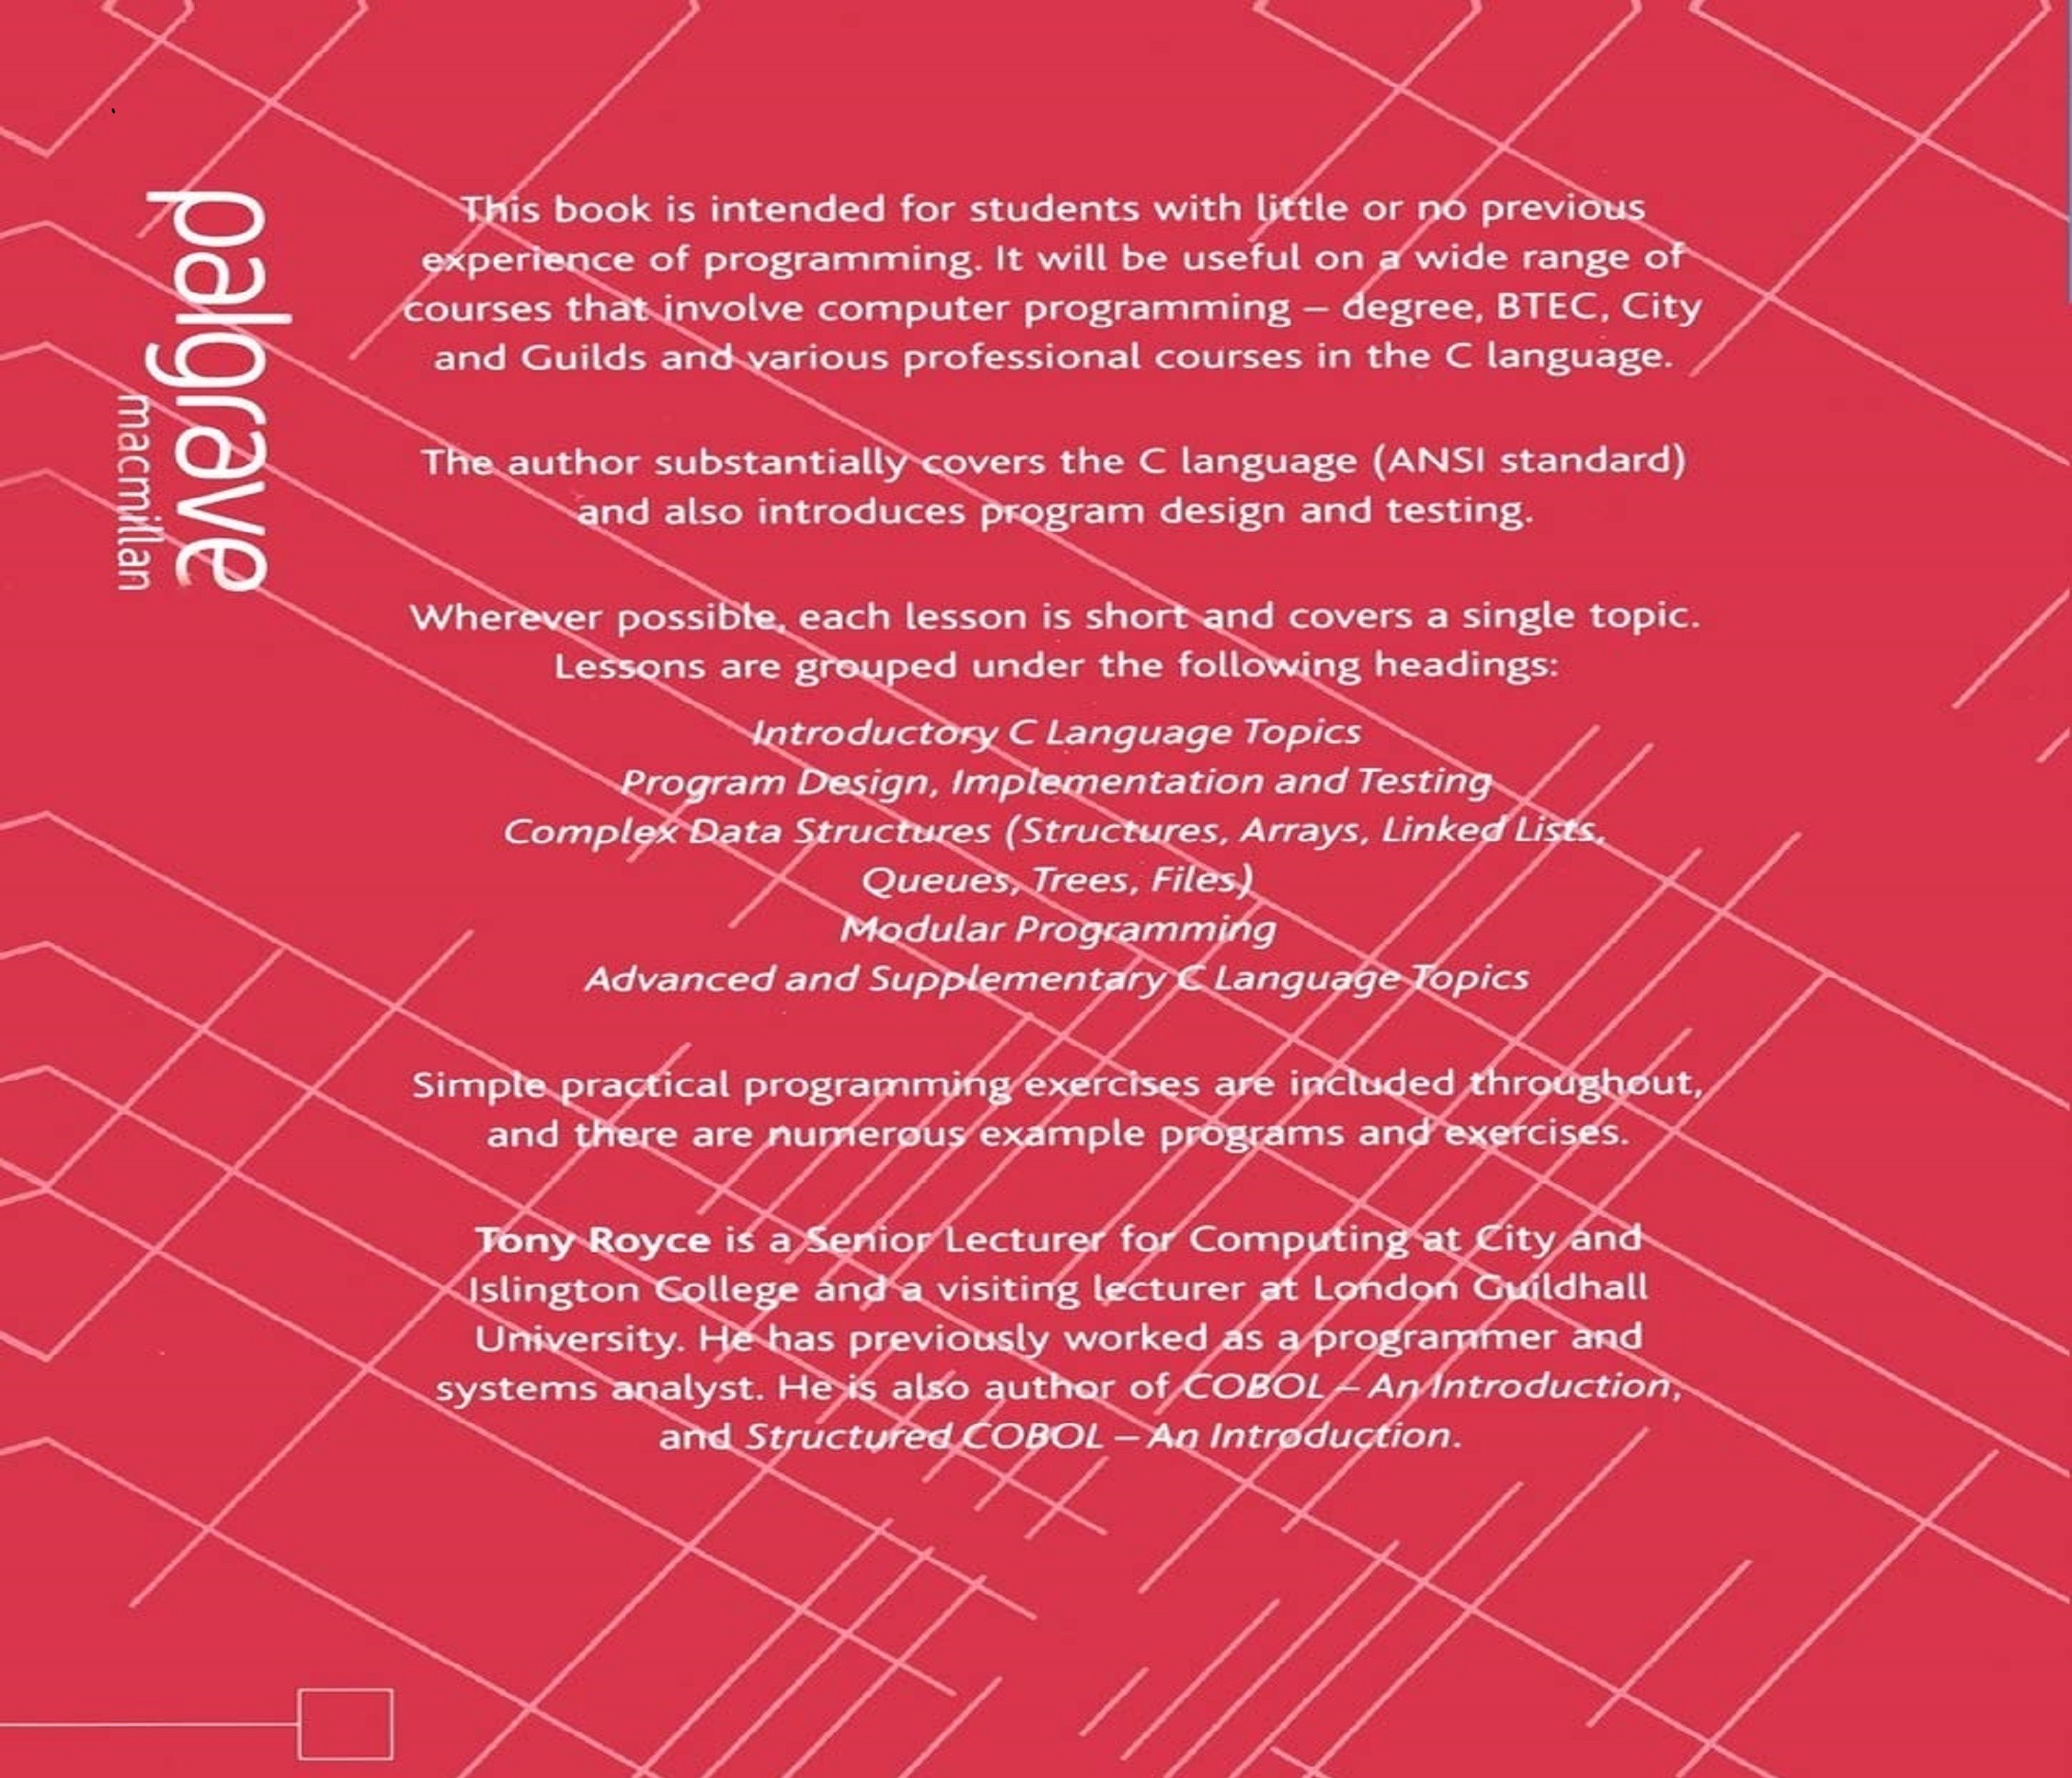 palgrave
macmillan
This book is intended for students with little or no previous
experience of programming. It will be useful on a wide range of
courses that involve computer programming – degree, BTEC, City
and Guilds and various professional courses in the C language.
The author substantially covers the C language (ANSI standard)
and also introduces program design and testing.
Wherever possible, each lesson is short and covers a single topic.
Lessons are grouped under the following headings:
Introductory C Language Topics
Program Design, Implementation and Testing
Complex Data Structures (Structures, Arrays, Linked Lists,
Queues, Trees, Files)
Modular Programming
Advanced and Supplementary C Language Topics
Simple practical programming exercises are included throughout,
and there are numerous example programs and exercises.
Tony Royce is a Senior Lecturer for Computing at City and
Islington College and a visiting lecturer at London Guildhall
University. He has previously worked as a programmer and
systems analyst. He is also author of COBOL – An Introduction,
and Structured COBOL – An Introduction.